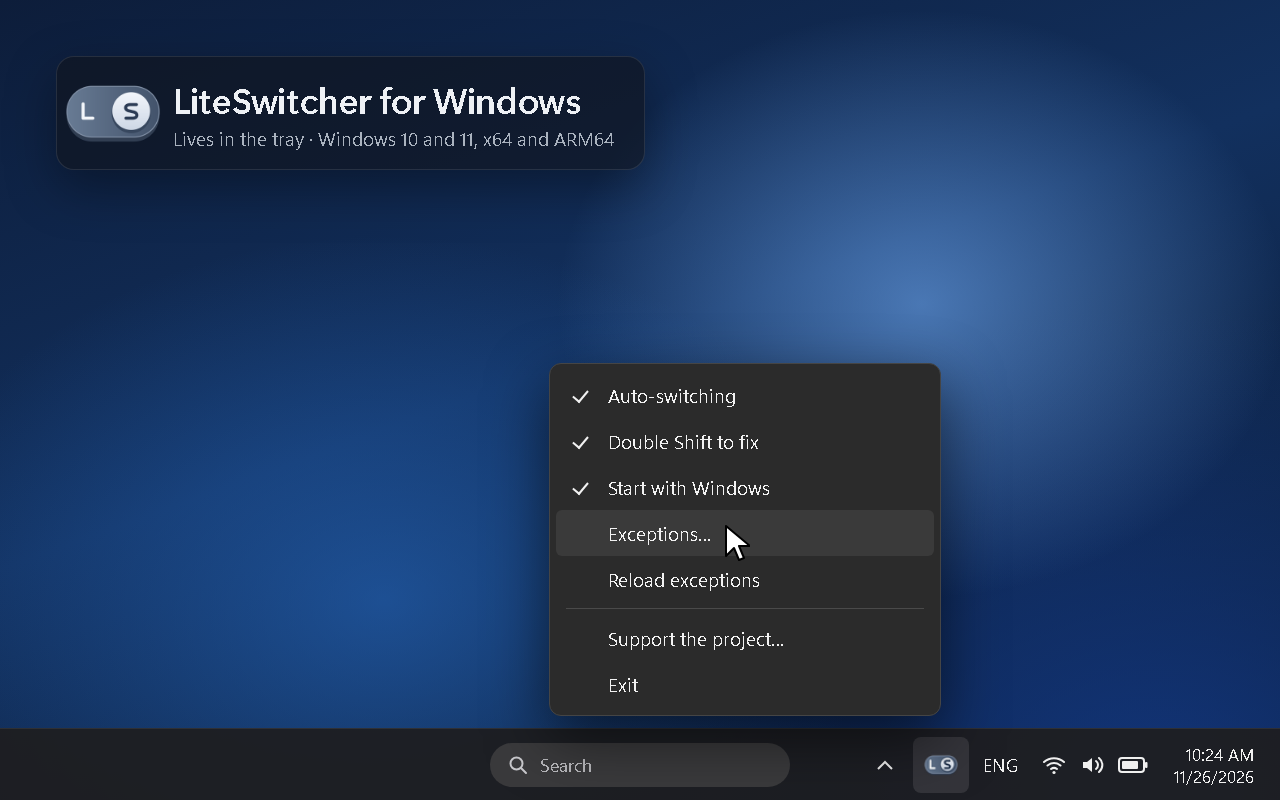 L S
LiteSwitcher for Windows
Lives in the tray · Windows 10 and 11, x64 and ARM64
Auto-switching
Double Shift to fix
Start with Windows
Exceptions...
Reload exceptions
Support the project...
Exit
Search
L S
ENG
10:24 AM
11/26/2026